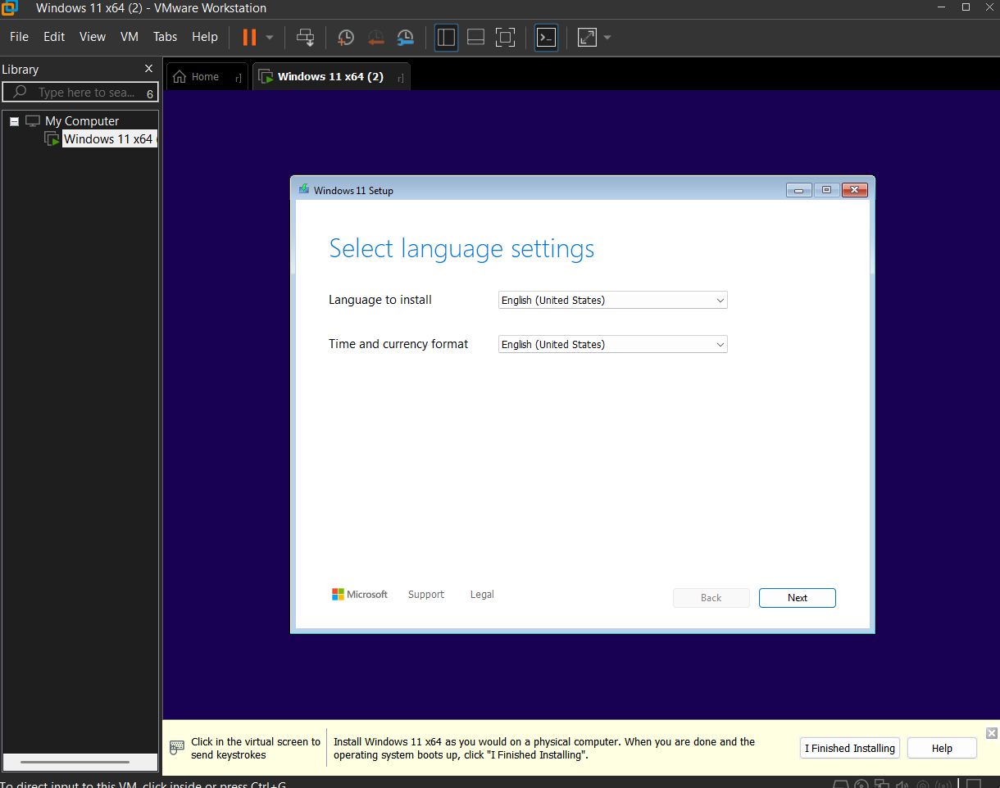 Windows 11 x64 (2) - VMware Workstation
File Edit View VM Tabs Help
Library
Type here to sea... 6
My Computer
Windows 11 x64
Home
Windows 11 x64 (2)
Windows 11 Setup
Select language settings
Language to install English (United States)
Time and currency format English (United States)
Microsoft Support Legal
Back Next
Click in the virtual screen to
send keystrokes
Install Windows 11 x64 as you would on a physical computer. When you are done and the
operating system boots up, click "I Finished Installing".
I Finished Installing Help
To direct input to this VM, click inside or press Ctrl+G.